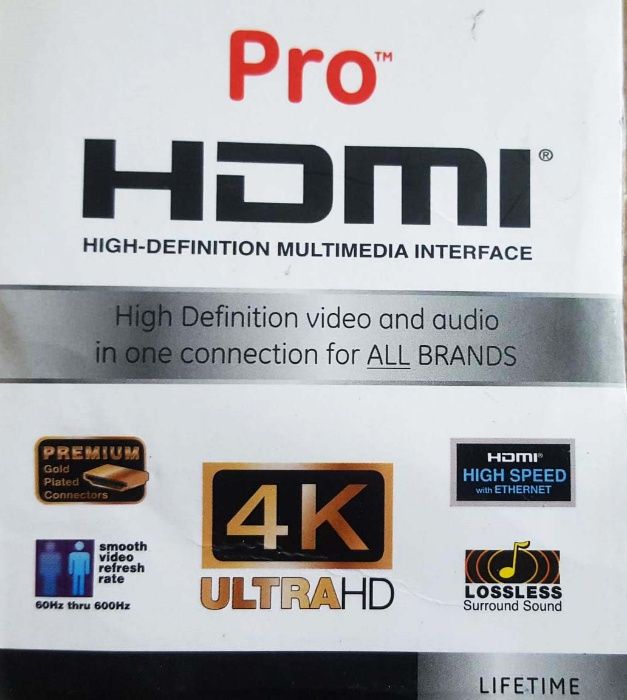 Pro™
HDMI®
HIGH-DEFINITION MULTIMEDIA INTERFACE
High Definition video and audio
in one connection for ALL BRANDS
PREMIUM
Gold
Plated
Connectors
4K
ULTRAHD
HDMI®
HIGH SPEED
with ETHERNET
smooth
video
refresh
rate
60Hz thru 600Hz
LOSSLESS
Surround Sound
LIFETIME